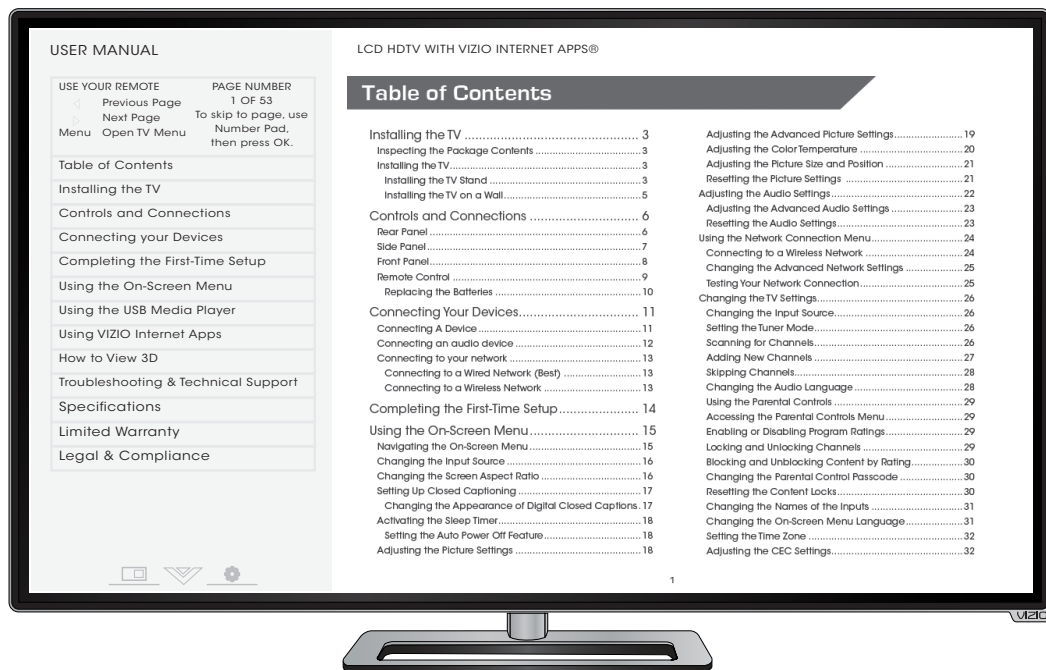 USER MANUAL
USE YOUR REMOTE
Previous Page
Next Page
Menu Open TV Menu
PAGE NUMBER
1 OF 53
To skip to page, use
Number Pad,
then press OK.
Table of Contents
Installing the TV
Controls and Connections
Connecting your Devices
Completing the First-Time Setup
Using the On-Screen Menu
Using the USB Media Player
Using VIZIO Internet Apps
How to View 3D
Troubleshooting & Technical Support
Specifications
Limited Warranty
Legal & Compliance
LCD HDTV WITH VIZIO INTERNET APPS®
Table of Contents
Installing the TV ........ 3
Inspecting the Package Contents ........ 3
Installing the TV ........ 3
Installing the TV Stand ........ 3
Installing the TV on a Wall ........ 5
Controls and Connections ........ 6
Rear Panel ........ 6
Side Panel ........ 7
Front Panel ........ 8
Remote Control ........ 9
Replacing the Batteries ........ 10
Connecting Your Devices ........ 11
Connecting A Device ........ 11
Connecting an audio device ........ 12
Connecting to your network ........ 13
Connecting to a Wired Network (Best) ........ 13
Connecting to a Wireless Network ........ 13
Completing the First-Time Setup ........ 14
Using the On-Screen Menu ........ 15
Navigating the On-Screen Menu ........ 15
Changing the Input Source ........ 16
Changing the Screen Aspect Ratio ........ 16
Setting Up Closed Captioning ........ 17
Changing the Appearance of Digital Closed Captions. 17
Activating the Sleep Timer ........ 18
Setting the Auto Power Off Feature ........ 18
Adjusting the Picture Settings ........ 18
Adjusting the Advanced Picture Settings ........ 19
Adjusting the Color Temperature ........ 20
Adjusting the Picture Size and Position ........ 21
Resetting the Picture Settings ........ 21
Adjusting the Audio Settings ........ 22
Adjusting the Advanced Audio Settings ........ 23
Resetting the Audio Settings ........ 23
Using the Network Connection Menu ........ 24
Connecting to a Wireless Network ........ 24
Changing the Advanced Network Settings ........ 25
Testing Your Network Connection ........ 25
Changing the TV Settings ........ 26
Changing the Input Source ........ 26
Setting the Tuner Mode ........ 26
Scanning for Channels ........ 26
Adding New Channels ........ 27
Skipping Channels ........ 28
Changing the Audio Language ........ 28
Using the Parental Controls ........ 29
Accessing the Parental Controls Menu ........ 29
Enabling or Disabling Program Ratings ........ 29
Locking and Unlocking Channels ........ 29
Blocking and Unblocking Content by Rating ........ 30
Changing the Parental Control Passcode ........ 30
Resetting the Content Locks ........ 30
Changing the Names of the Inputs ........ 31
Changing the On-Screen Menu Language ........ 31
Setting the Time Zone ........ 32
Adjusting the CEC Settings ........ 32
1
VIZIO